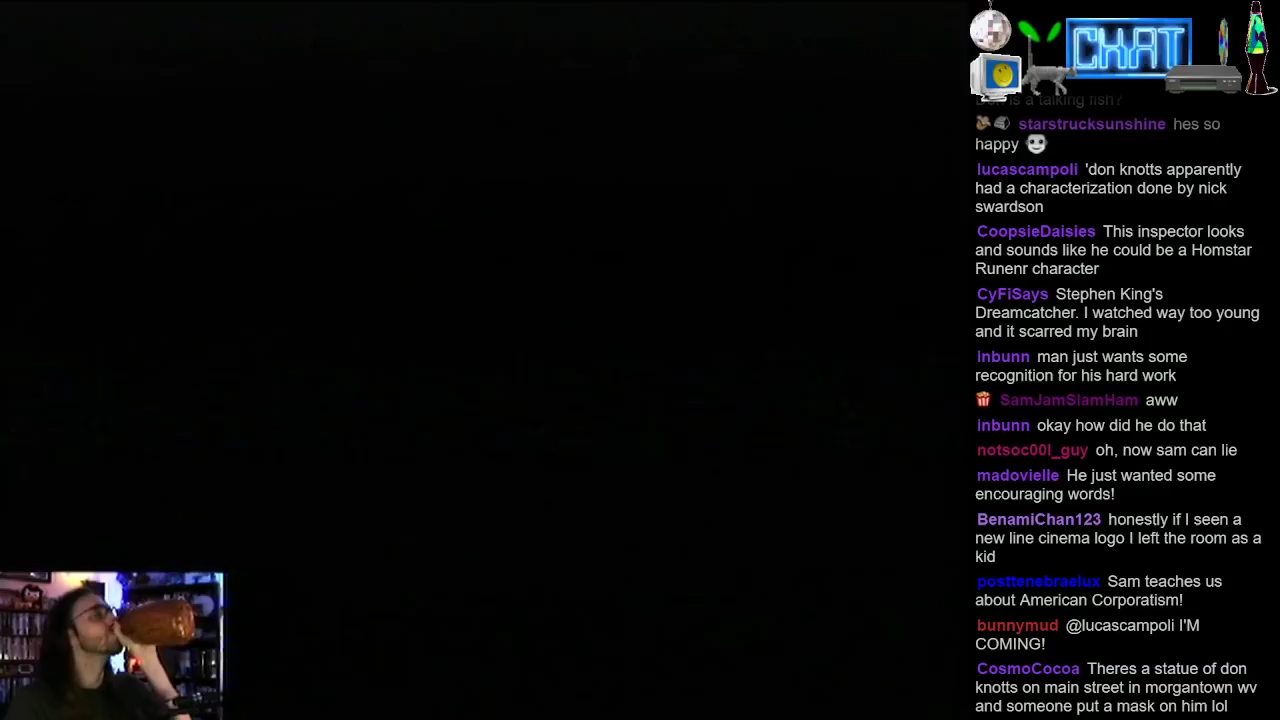 CHAT
Don is a talking fish?
starstrucksunshine hes so
happy
lucascampoli 'don knotts apparently
had a characterization done by nick
swardson
CoopsieDaisies This inspector looks
and sounds like he could be a Homstar
Runenr character
CyFiSays Stephen King's
Dreamcatcher. I watched way too young
and it scarred my brain
inbunn man just wants some
recognition for his hard work
SamJamSlamHam aww
inbunn okay how did he do that
notsoc00l_guy oh, now sam can lie
madovielle He just wanted some
encouraging words!
BenamiChan123 honestly if I seen a
new line cinema logo I left the room as a
kid
posttenebraelux Sam teaches us
about American Corporatism!
bunnymud @lucascampoli I'M
COMING!
CosmoCocoa Theres a statue of don
knotts on main street in morgantown wv
and someone put a mask on him lol